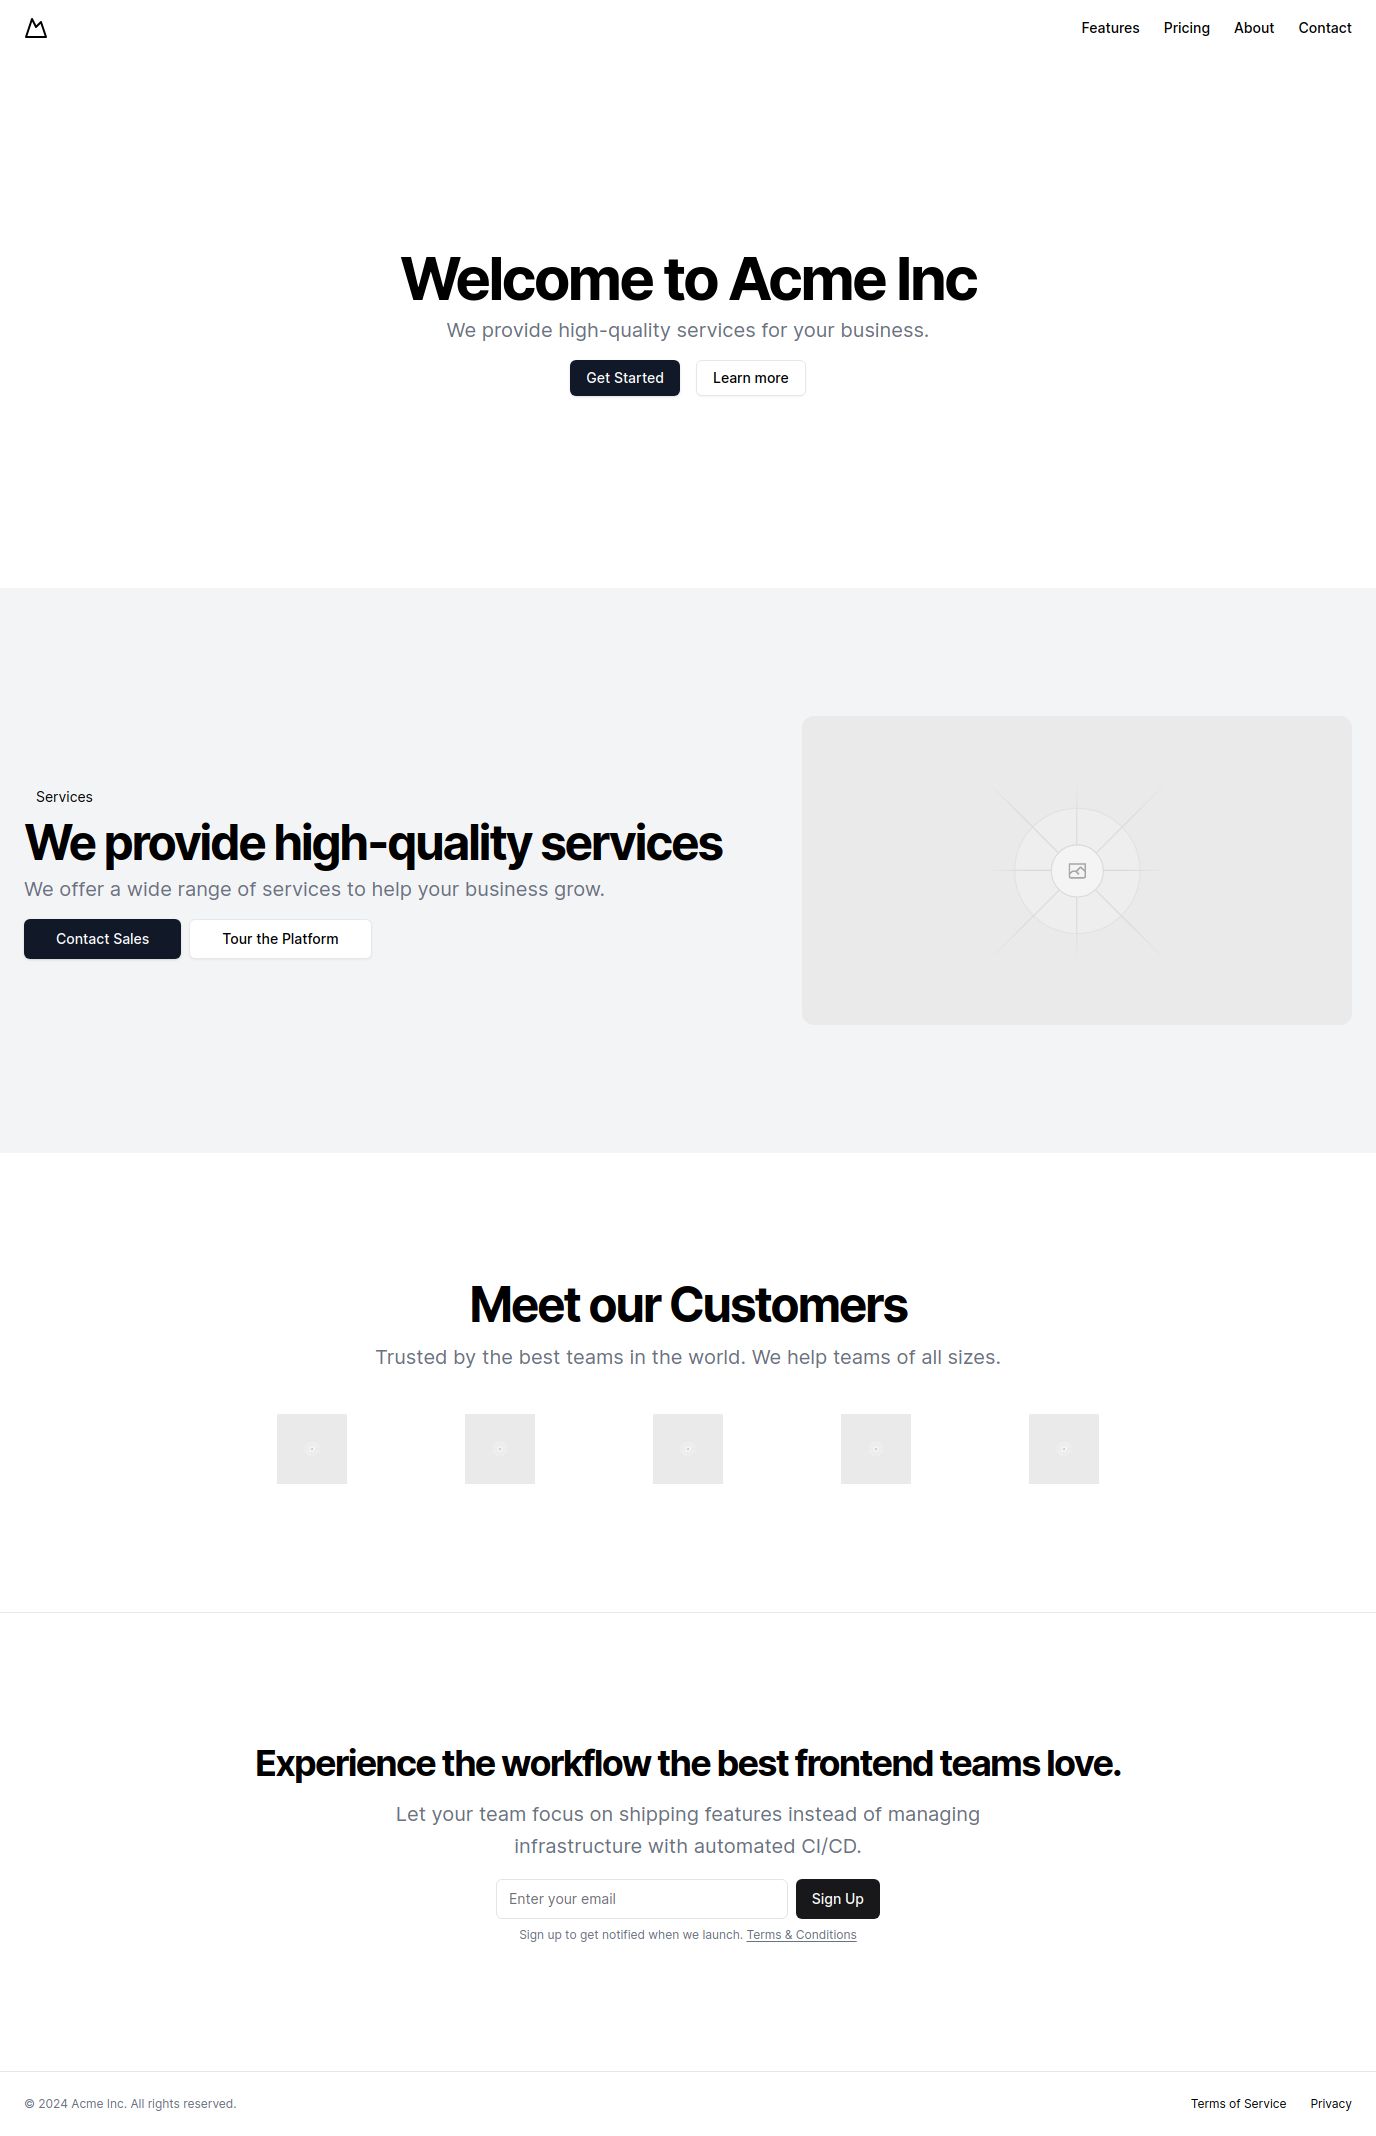 Features Pricing About Contact
Welcome to Acme Inc
We provide high-quality services for your business.
Get Started Learn more
Services
We provide high-quality services
We offer a wide range of services to help your business grow.
Contact Sales Tour the Platform
Meet our Customers
Trusted by the best teams in the world. We help teams of all sizes.
Experience the workflow the best frontend teams love.
Let your team focus on shipping features instead of managing
infrastructure with automated CI/CD.
Enter your email Sign Up
Sign up to get notified when we launch. Terms & Conditions
© 2024 Acme Inc. All rights reserved. Terms of Service Privacy